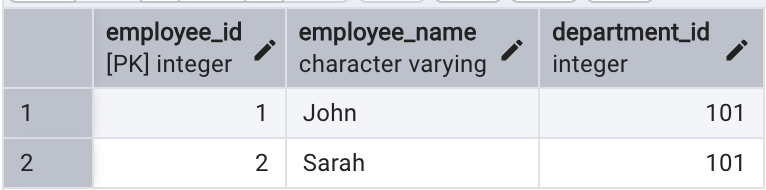 employee_id employee_name department_id
[PK] integer character varying integer
1 1 John 101
2 2 Sarah 101